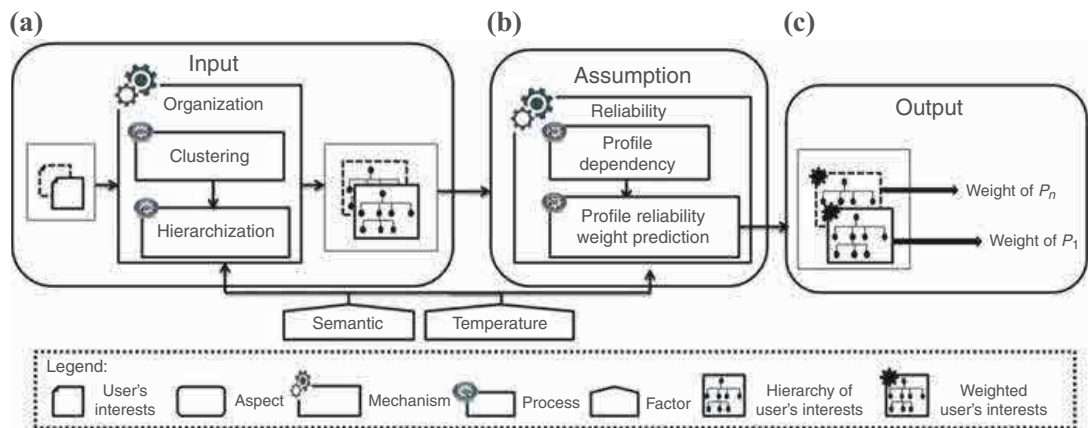 (a)
(b)
(c)
Input
Organization
Clustering
Hierarchization
Assumption
Reliability
Profile
dependency
Profile reliability
weight prediction
Output
Weight of Pn
Weight of P1
Semantic
Temperature
Legend:
User's
interests
Aspect
Mechanism
Process
Factor
Hierarchy of
user's interests
Weighted
user's interests